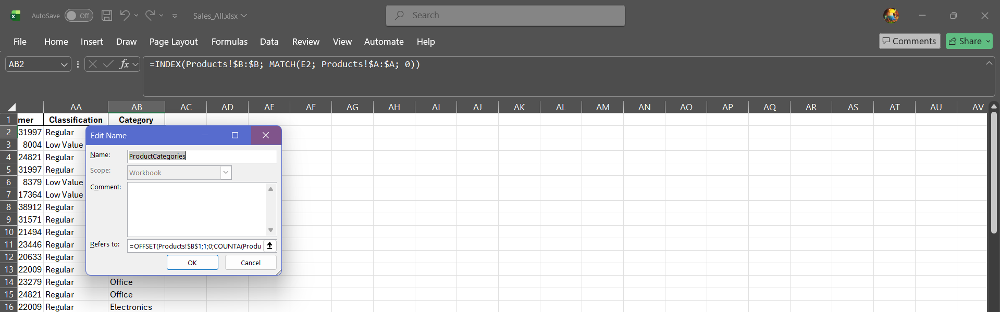 AutoSave Off Sales_All.xlsx Search
File Home Insert Draw Page Layout Formulas Data Review View Automate Help Comments Share
AB2 fx =INDEX(Products!$B:$B; MATCH(E2; Products!$A:$A; 0))
AA AB AC AD AE AF AG AH AI AJ AK AL AM AN AO AP AQ AR AS AT AU AV
1 mer Classification Category
2 31997 Regular
3 8004 Low Value
4 24821 Regular
5 31997 Regular
6 8379 Low Value
7 17364 Low Value
8 38912 Regular
9 31571 Regular
10 21494 Regular
11 23446 Regular
12 20633 Regular
13 22009 Regular
14 23279 Regular Office
15 24821 Regular Office
16 22009 Regular Electronics
Edit Name
Name: ProductCategories
Scope: Workbook
Comment:
Refers to: =OFFSET(Products!$B$1;1;0;COUNTA(Produ
OK Cancel